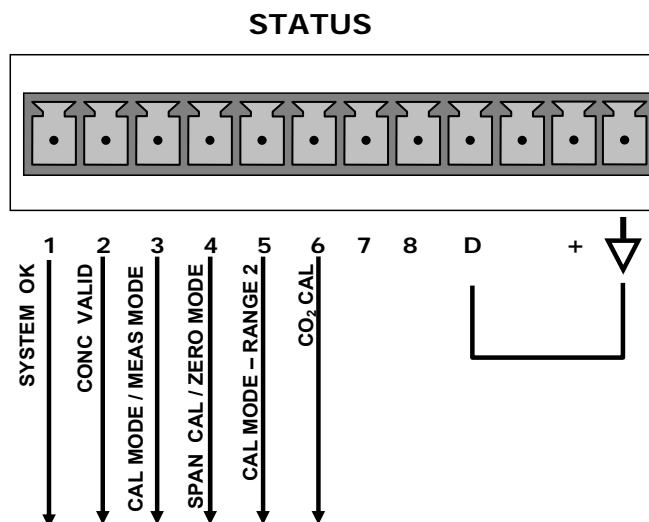 STATUS
1 2 3 4 5 6 7 8 D +
SYSTEM OK
CONC VALID
CAL MODE / MEAS MODE
SPAN CAL / ZERO MODE
CAL MODE – RANGE 2
CO₂ CAL